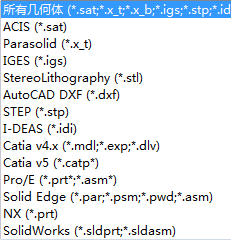 所有几何体 (*.sat;*.x_t;*.x_b;*.igs;*.stp;*.id
ACIS (*.sat)
Parasolid (*.x_t)
IGES (*.igs)
StereoLithography (*.stl)
AutoCAD DXF (*.dxf)
STEP (*.stp)
I-DEAS (*.idi)
Catia v4.x (*.mdl;*.exp;*.dlv)
Catia v5 (*.catp*)
Pro/E (*.prt*;*.asm*)
Solid Edge (*.par;*.psm;*.pwd;*.asm)
NX (*.prt)
SolidWorks (*.sldprt;*.sldasm)